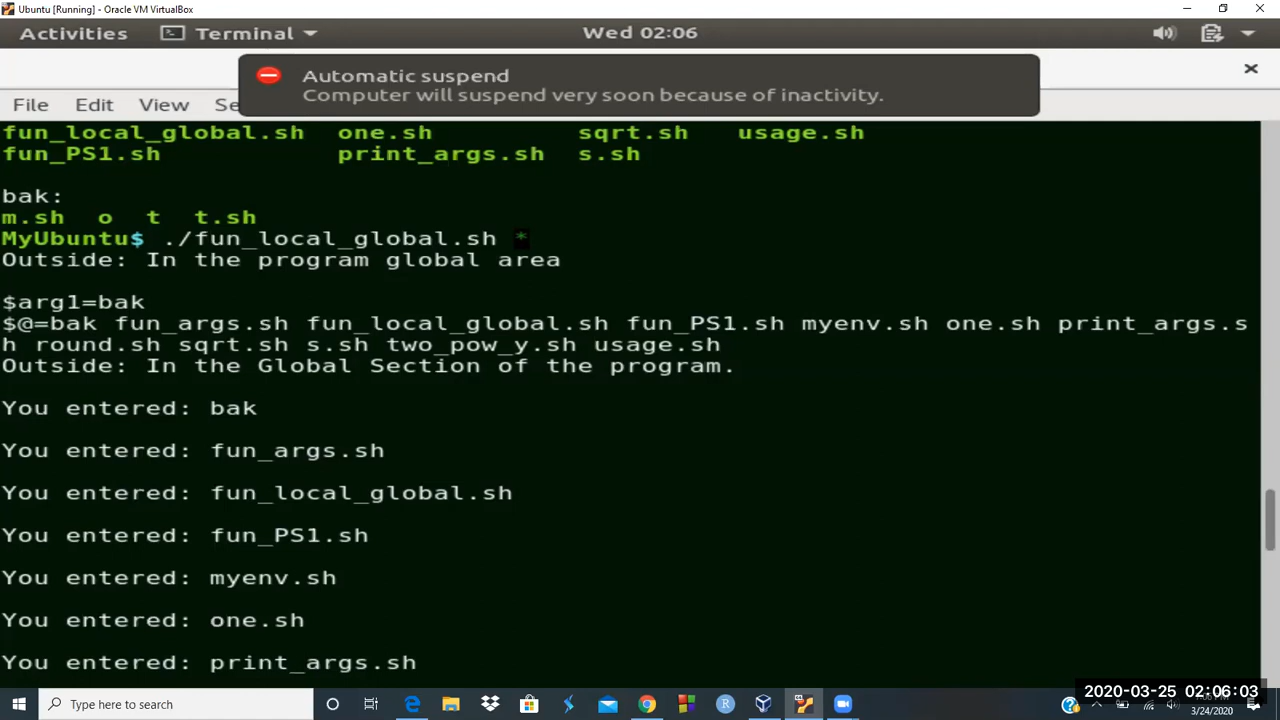 Ubuntu [Running] - Oracle VM VirtualBox
Activities Terminal Wed 02:06
Automatic suspend
Computer will suspend very soon because of inactivity.
File Edit View Se
fun_local_global.sh one.sh sqrt.sh usage.sh
fun_PS1.sh print_args.sh s.sh
bak:
m.sh o t t.sh
MyUbuntu$ ./fun_local_global.sh *
Outside: In the program global area
$arg1=bak
$@=bak fun_args.sh fun_local_global.sh fun_PS1.sh myenv.sh one.sh print_args.s
h round.sh sqrt.sh s.sh two_pow_y.sh usage.sh
Outside: In the Global Section of the program.
You entered: bak
You entered: fun_args.sh
You entered: fun_local_global.sh
You entered: fun_PS1.sh
You entered: myenv.sh
You entered: one.sh
You entered: print_args.sh
Type here to search
2020-03-25 02:06:03
3/24/2020